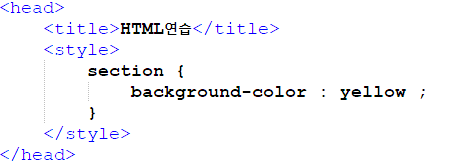 <head>
<title>HTML연습</title>
<style>
section {
background-color : yellow ;
}
</style>
</head>